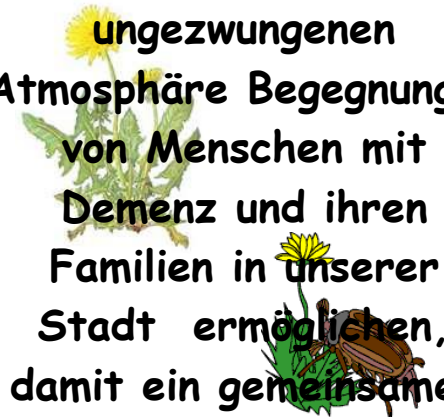 ungezwungenen
Atmosphäre Begegnung
von Menschen mit
Demenz und ihren
Familien in unserer
Stadt ermöglichen,
damit ein gemeinsame